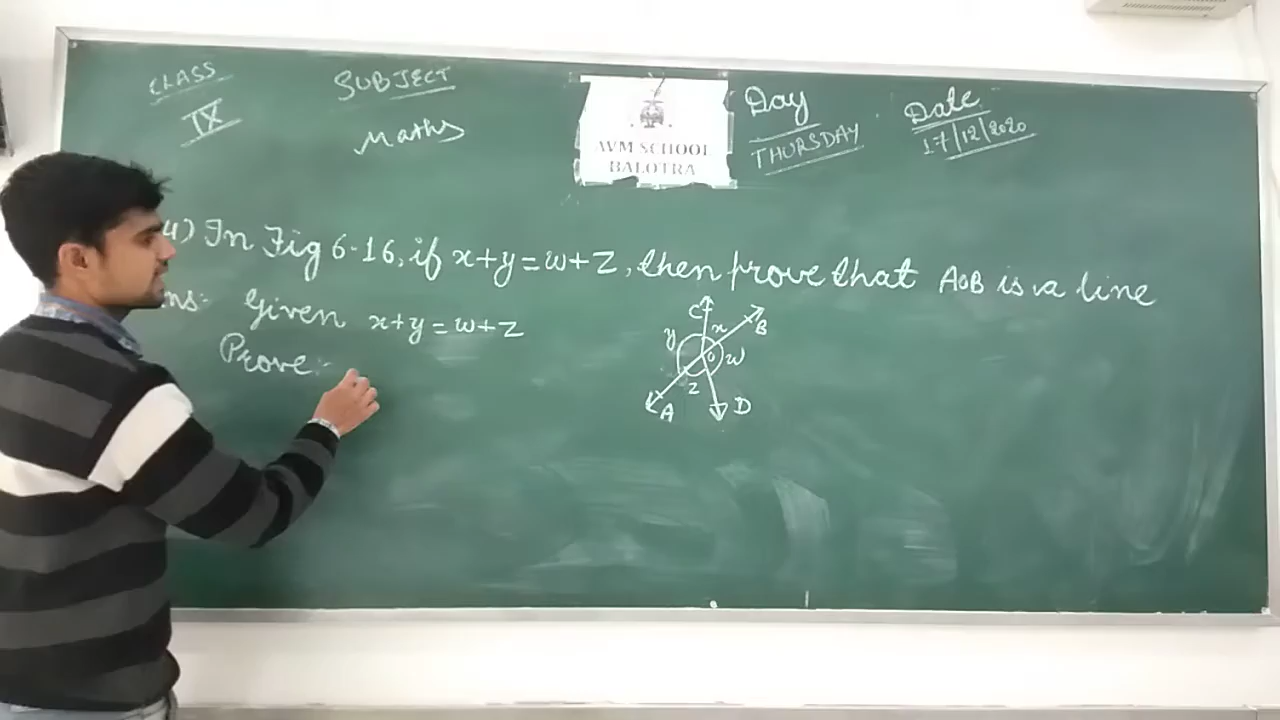 CLASS
IX
SUBJECT
Maths
AVM SCHOOL
BALOTRA
Day
THURSDAY
Date
17/12/2020
4) In Fig 6.16, if x+y=w+z, then prove that AOB is a line
ns:- Given x+y=w+z
Prove:-
C
B
x
y
O
w
z
A
D